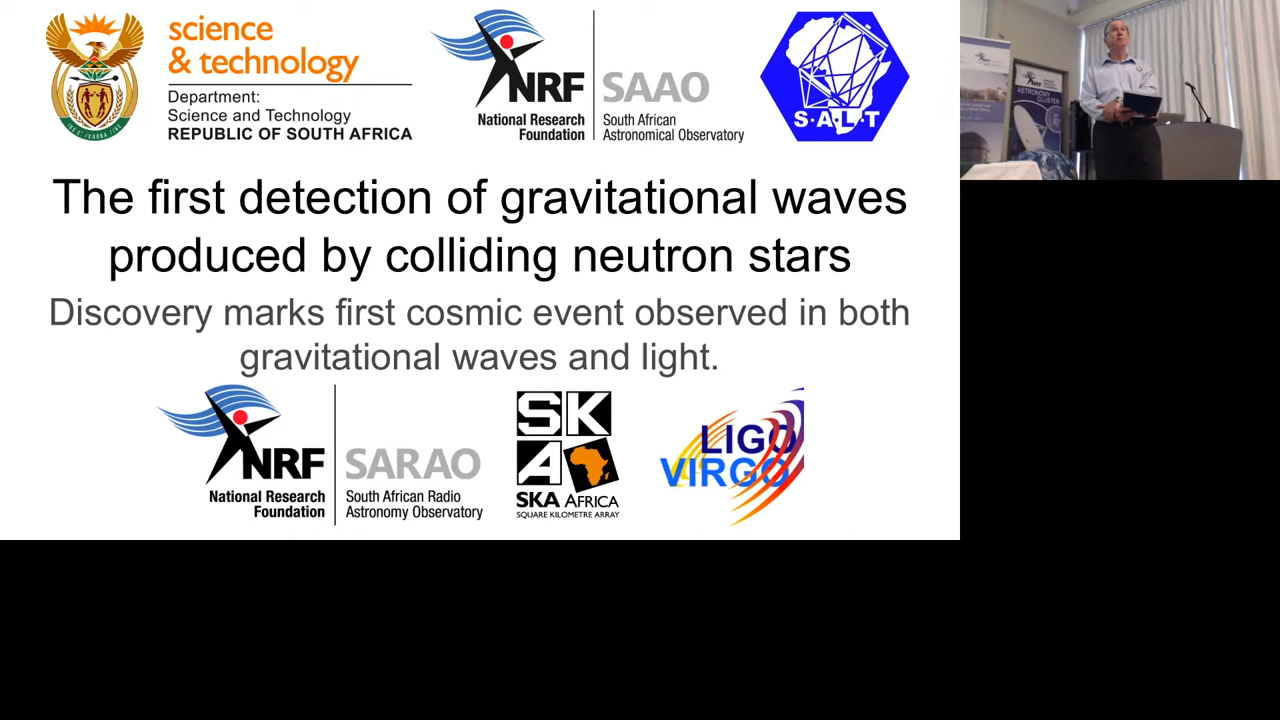 science
& technology
Department:
Science and Technology
REPUBLIC OF SOUTH AFRICA
NRF
National Research
Foundation
SAAO
South African
Astronomical Observatory
S·A·L·T
ASTRONOMY
CLUSTER
The first detection of gravitational waves
produced by colliding neutron stars
Discovery marks first cosmic event observed in both
gravitational waves and light.
NRF
National Research
Foundation
SARAO
South African Radio
Astronomy Observatory
SKA
SKA AFRICA
SQUARE KILOMETRE ARRAY
LIGO
VIRGO